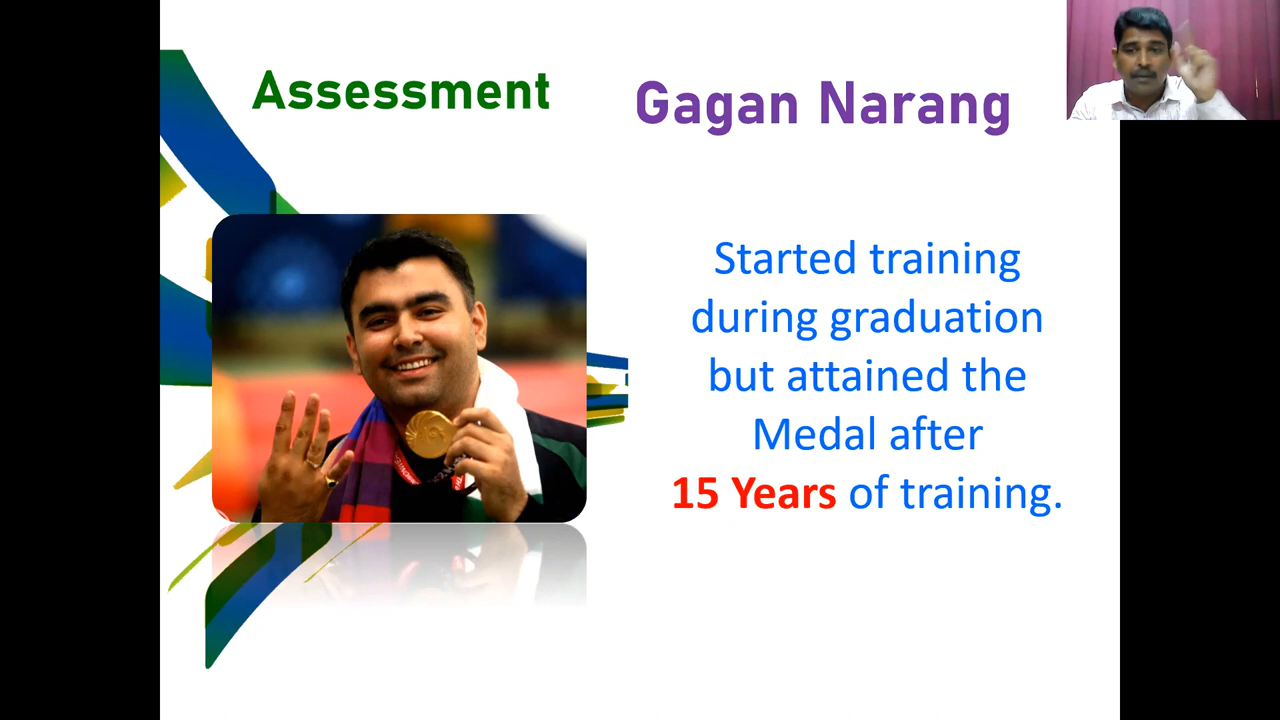 Assessment
Gagan Narang
Started training
during graduation
but attained the
Medal after
15 Years of training.